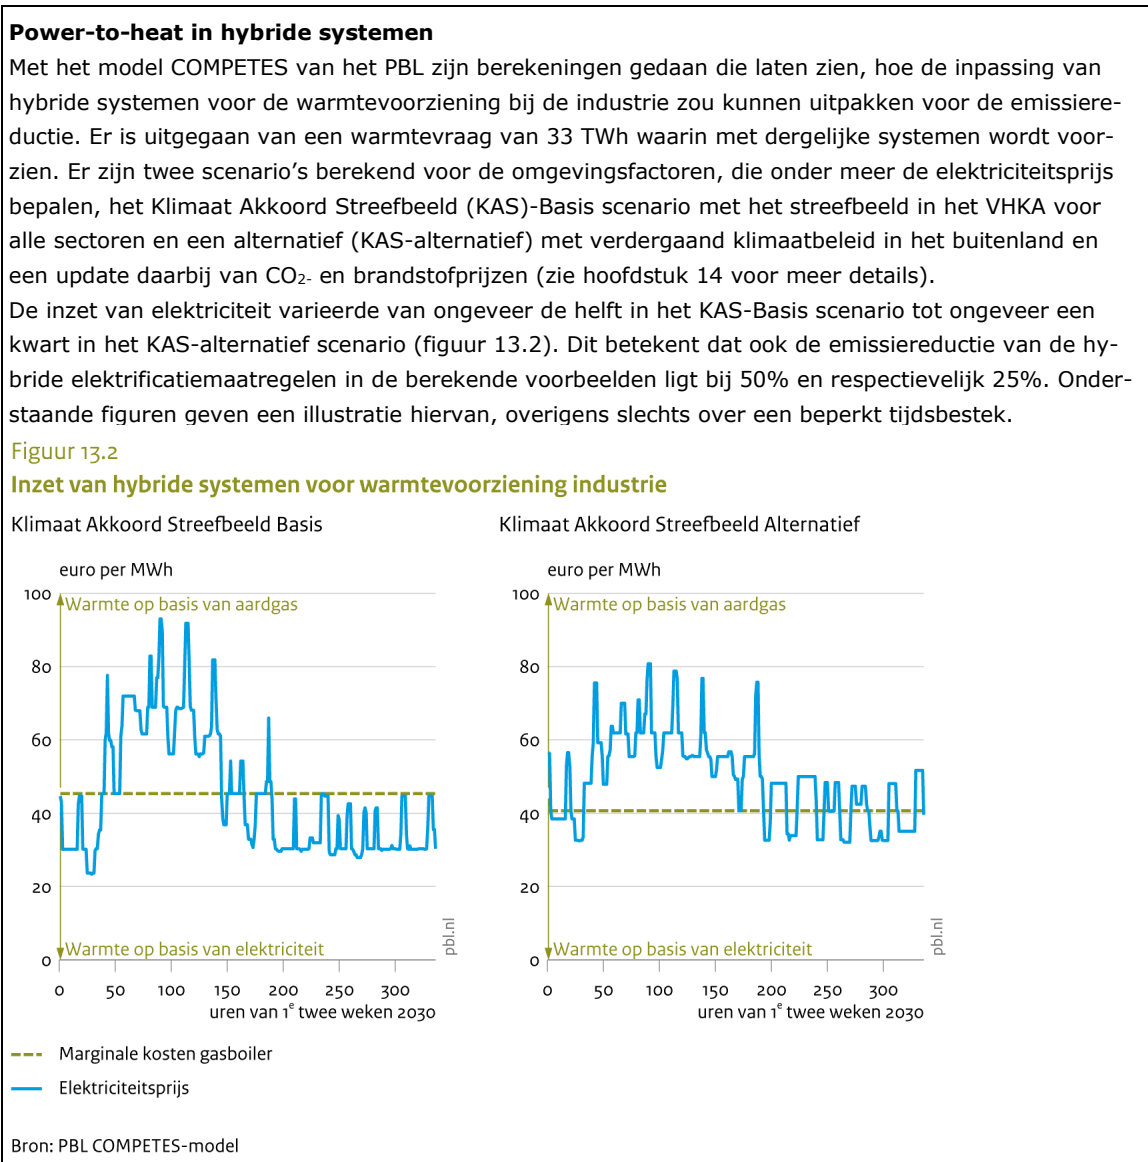 Power-to-heat in hybride systemen
Met het model COMPETES van het PBL zijn berekeningen gedaan die laten zien, hoe de inpassing van
hybride systemen voor de warmtevoorziening bij de industrie zou kunnen uitpakken voor de emissiere-
ductie. Er is uitgegaan van een warmtevraag van 33 TWh waarin met dergelijke systemen wordt voor-
zien. Er zijn twee scenario's berekend voor de omgevingsfactoren, die onder meer de elektriciteitsprijs
bepalen, het Klimaat Akkoord Streefbeeld (KAS)-Basis scenario met het streefbeeld in het VHKA voor
alle sectoren en een alternatief (KAS-alternatief) met verdergaand klimaatbeleid in het buitenland en
een update daarbij van CO2- en brandstofprijzen (zie hoofdstuk 14 voor meer details).
De inzet van elektriciteit varieerde van ongeveer de helft in het KAS-Basis scenario tot ongeveer een
kwart in het KAS-alternatief scenario (figuur 13.2). Dit betekent dat ook de emissiereductie van de hy-
bride elektrificatiemaatregelen in de berekende voorbeelden ligt bij 50% en respectievelijk 25%. Onder-
staande figuren geven een illustratie hiervan, overigens slechts over een beperkt tijdsbestek.
Figuur 13.2
Inzet van hybride systemen voor warmtevoorziening industrie
Klimaat Akkoord Streefbeeld Basis
euro per MWh
100
Warmte op basis van aardgas
80
60
40
20
Warmte op basis van elektriciteit
0
0 50 100 150 200 250 300
uren van 1e twee weken 2030
pbl.nl
Klimaat Akkoord Streefbeeld Alternatief
euro per MWh
100
Warmte op basis van aardgas
80
60
40
20
Warmte op basis van elektriciteit
0
0 50 100 150 200 250 300
uren van 1e twee weken 2030
pbl.nl
Marginale kosten gasboiler
Elektriciteitsprijs
Bron: PBL COMPETES-model